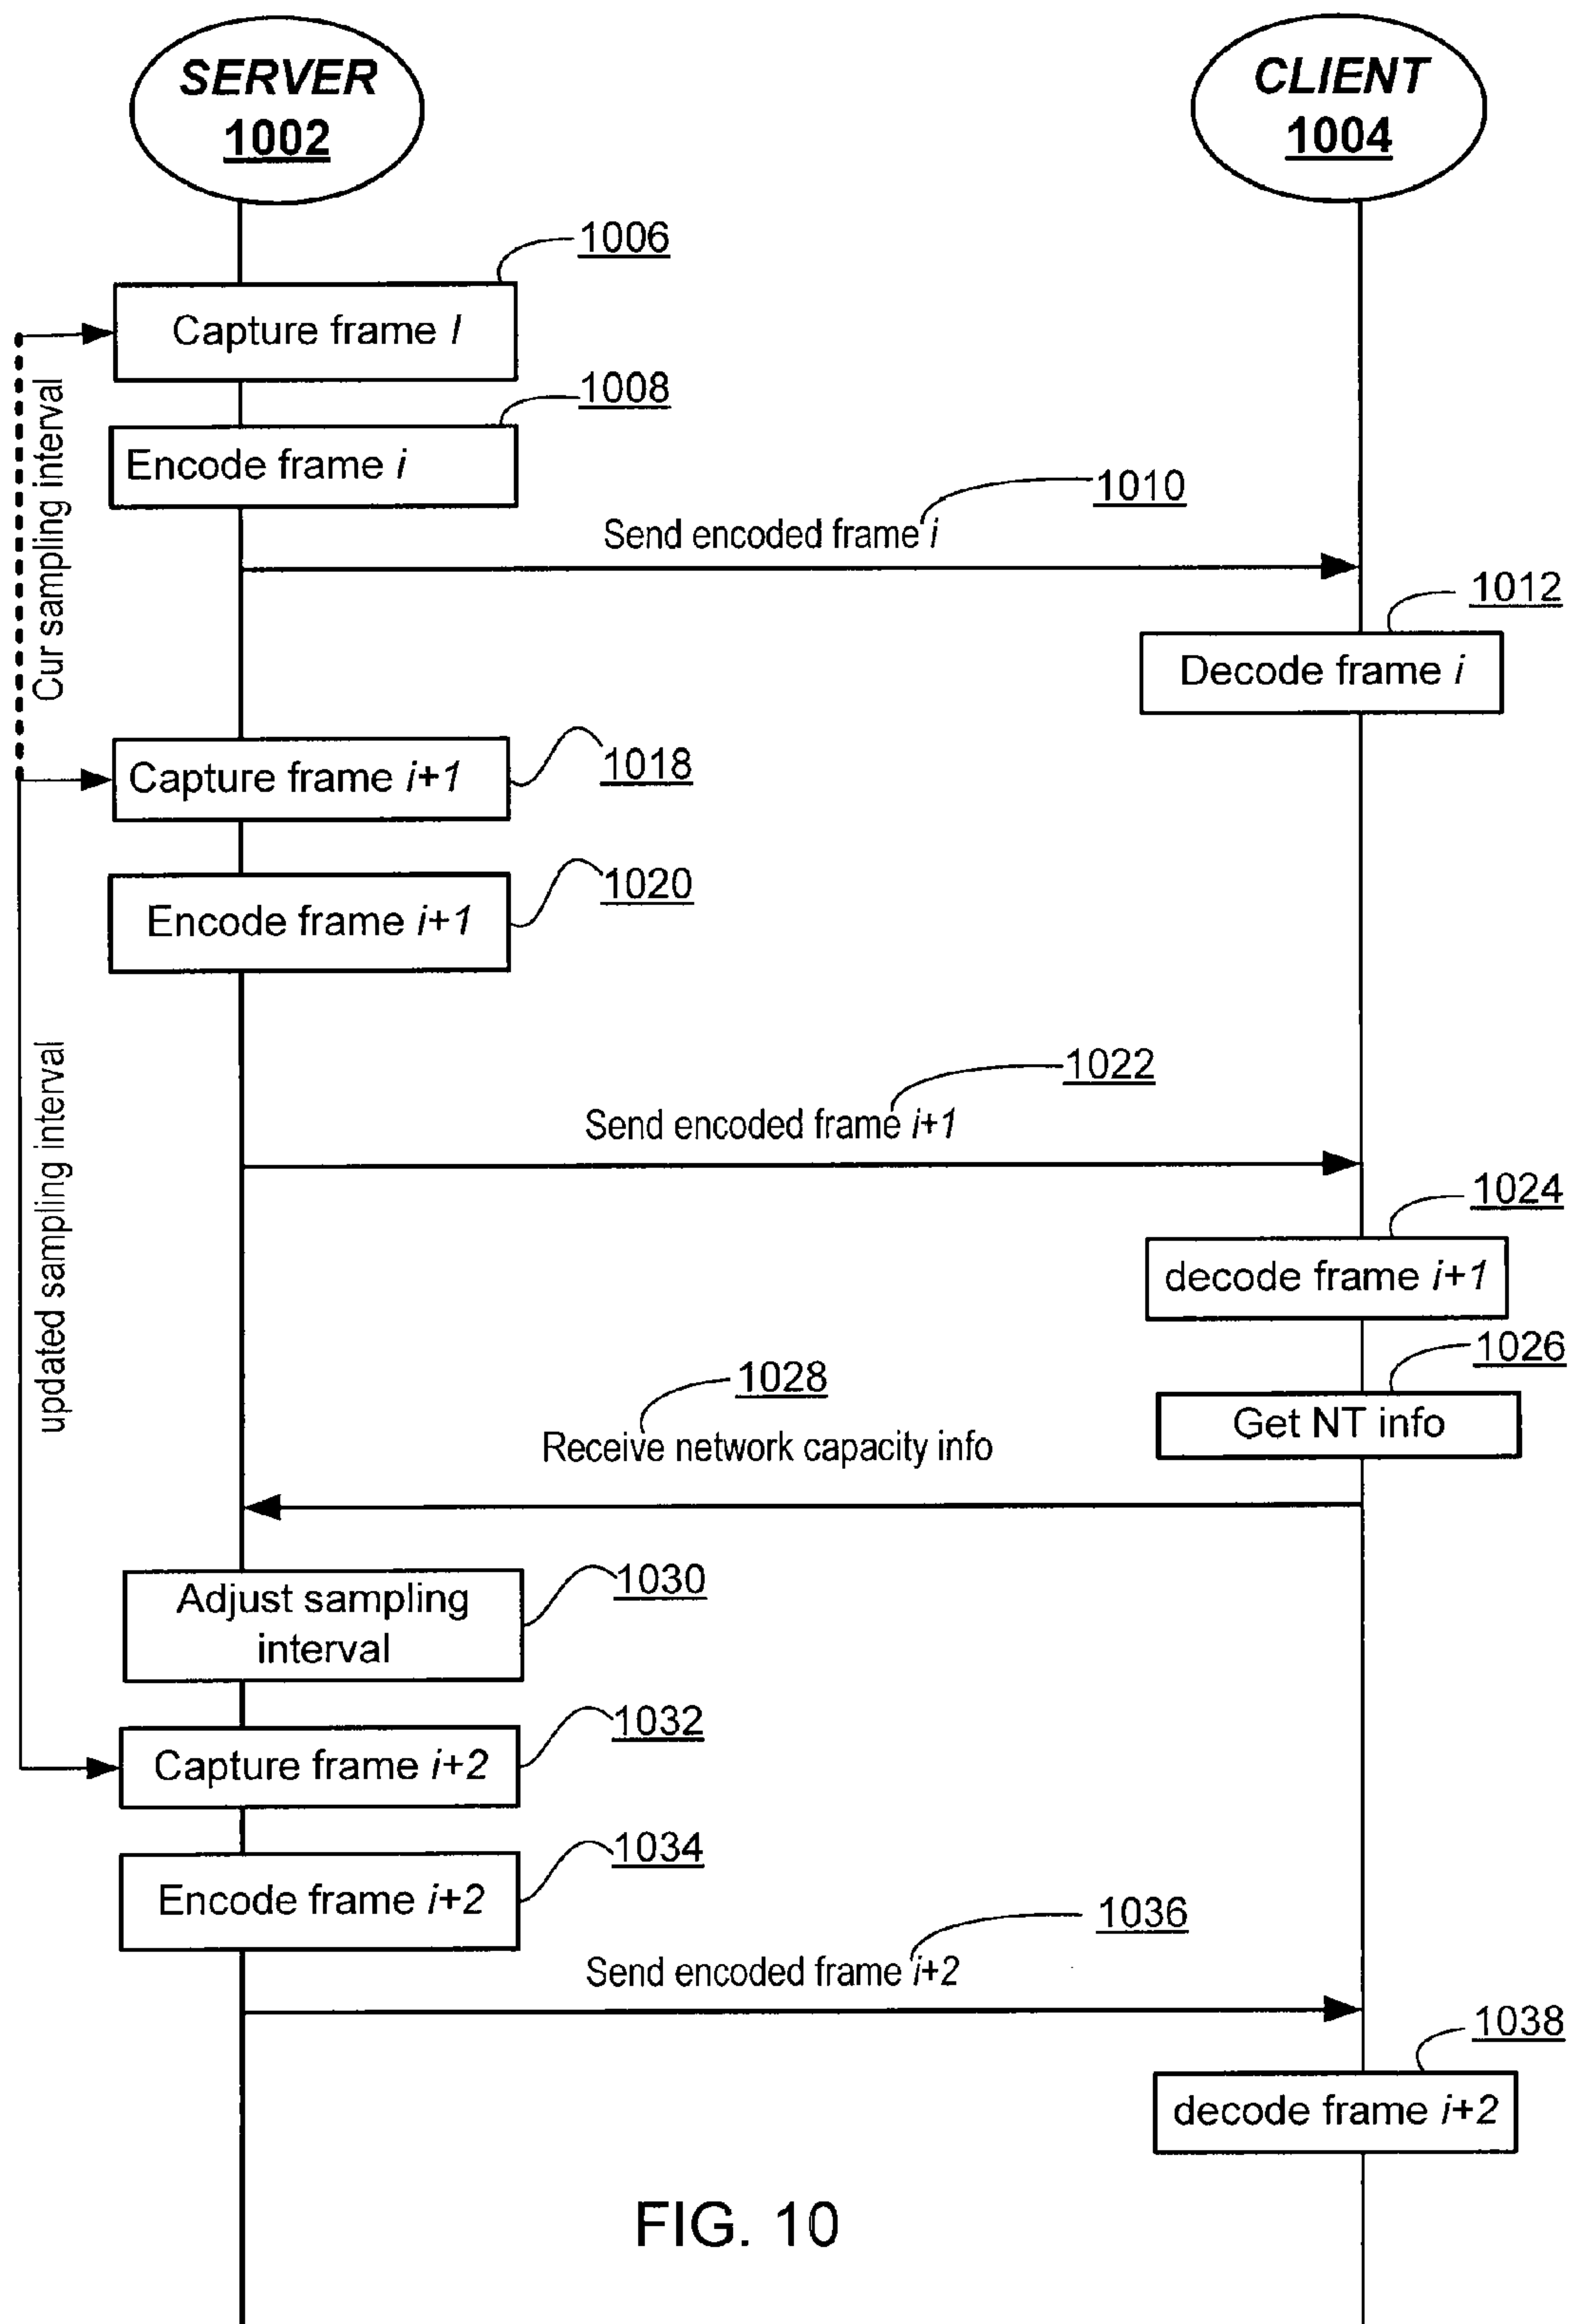 SERVER
1002
CLIENT
1004
1006
Capture frame I
1008
Encode frame i
1010
Send encoded frame i
1012
Decode frame i
Cur sampling interval
1018
Capture frame i+1
1020
Encode frame i+1
1022
Send encoded frame i+1
1024
decode frame i+1
1026
Get NT info
1028
Receive network capacity info
updated sampling interval
1030
Adjust sampling
interval
1032
Capture frame i+2
1034
Encode frame i+2
1036
Send encoded frame i+2
1038
decode frame i+2
FIG. 10